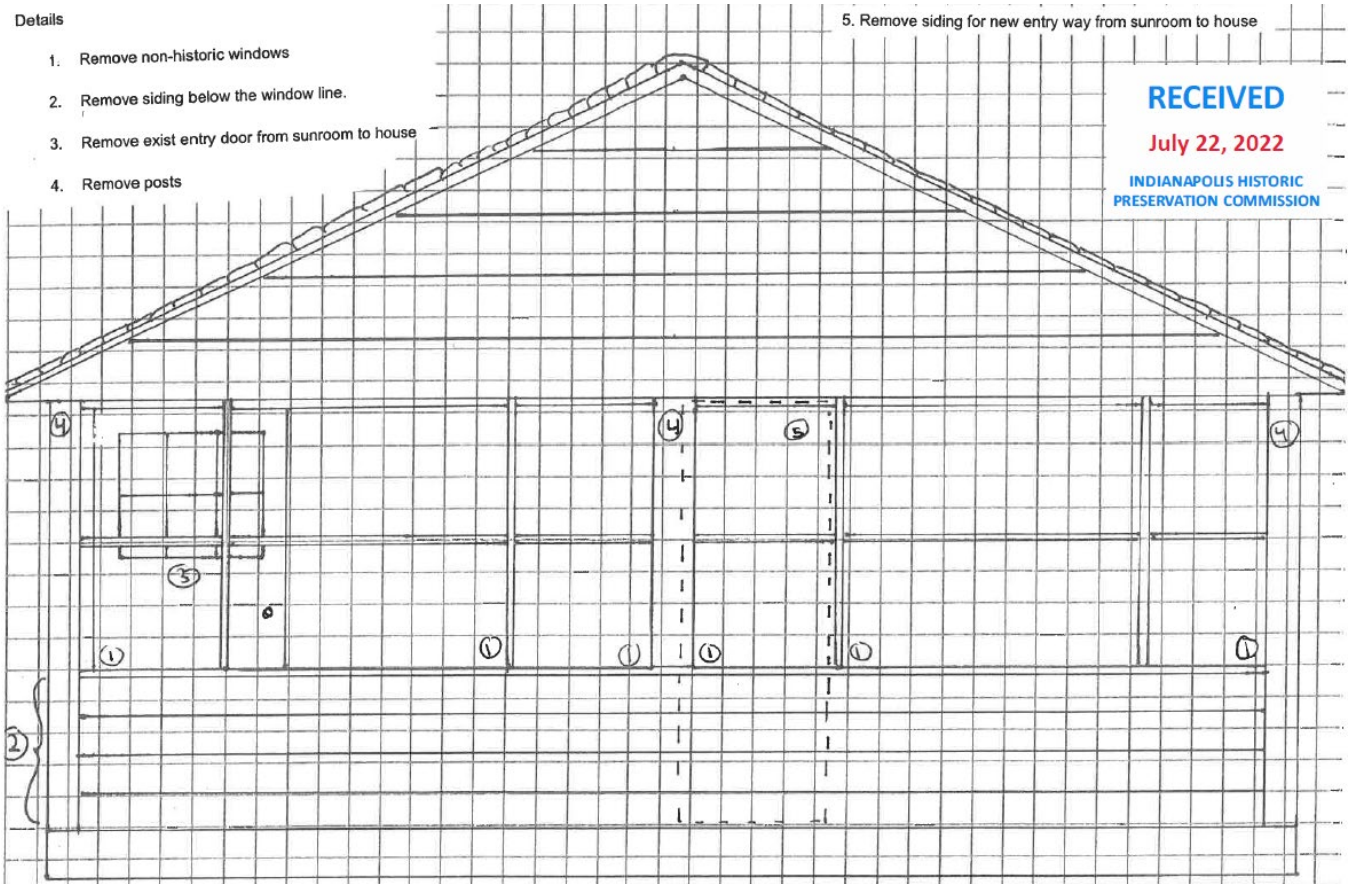 Details
1. Remove non-historic windows
2. Remove siding below the window line.
3. Remove exist entry door from sunroom to house
4. Remove posts
5. Remove siding for new entry way from sunroom to house
RECEIVED
July 22, 2022
INDIANAPOLIS HISTORIC
PRESERVATION COMMISSION
4
4
5
4
3
1
1
1
1
1
1
2